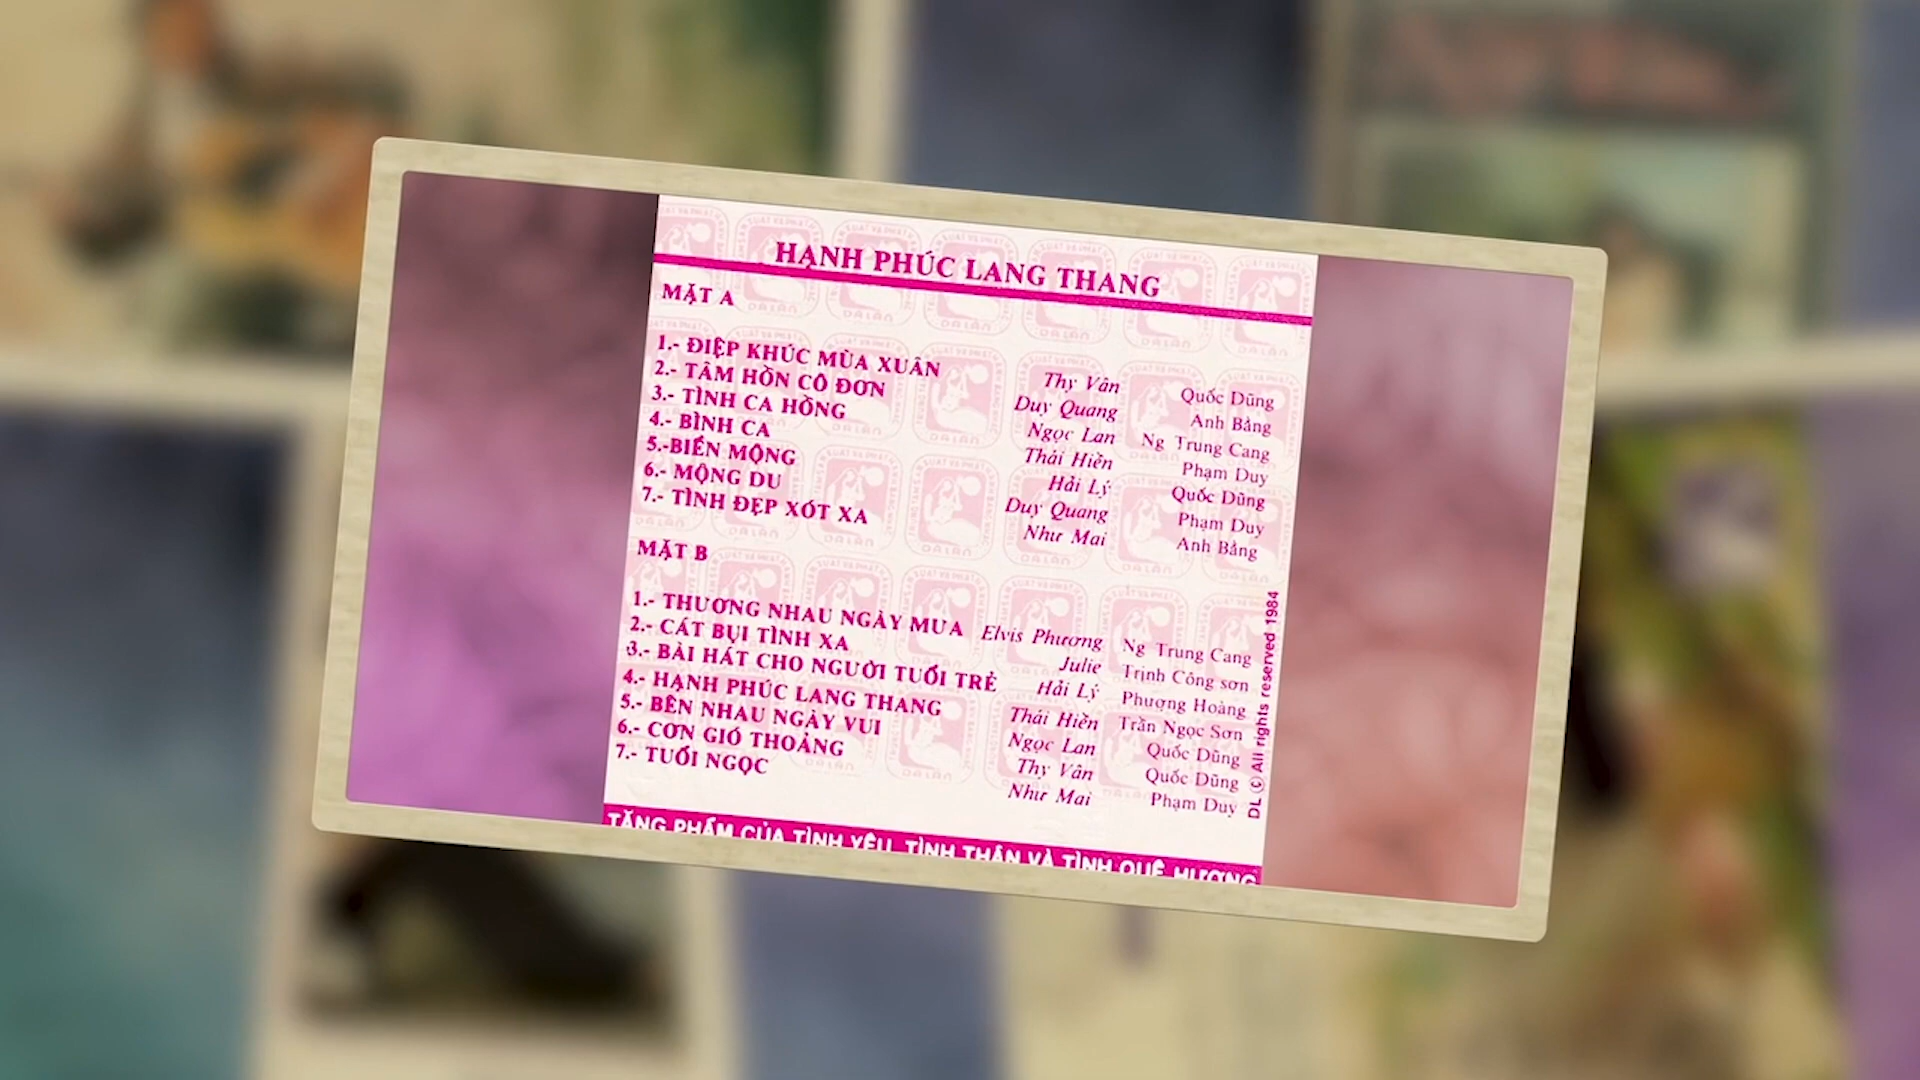 HẠNH PHÚC LANG THANG
MẶT A
1.- ĐIỆP KHÚC MÙA XUÂN Thy Vân Quốc Dũng
2.- TÂM HỒN CÔ ĐƠN Duy Quang Anh Bằng
3.- TÌNH CA HỒNG Ngọc Lan Ng Trung Cang
4.- BÌNH CA Thái Hiền Phạm Duy
5.-BIỂN MỘNG Hải Lý Quốc Dũng
6.- MỘNG DU Duy Quang Phạm Duy
7.- TÌNH ĐẸP XÓT XA Như Mai Anh Bằng
MẶT B
1.- THƯƠNG NHAU NGÀY MƯA Elvis Phương Ng Trung Cang
2.- CÁT BỤI TÌNH XA Julie Trịnh Công sơn
3.- BÀI HÁT CHO NGƯỜI TUỔI TRẺ Hải Lý Phượng Hoàng
4.- HẠNH PHÚC LANG THANG Thái Hiền Trần Ngọc Sơn
5.- BÊN NHAU NGÀY VUI Ngọc Lan Quốc Dũng
6.- CƠN GIÓ THOẢNG Thy Vân Quốc Dũng
7.- TUỔI NGỌC Như Mai Phạm Duy
DL © All rights reserved 1984
TẶNG PHẨM CỦA TÌNH YÊU, TÌNH THÂN VÀ TÌNH QUÊ HƯƠNG